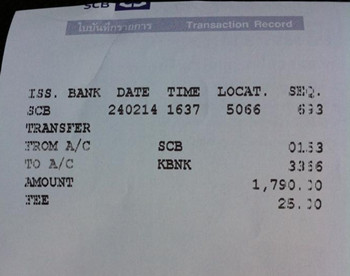 SCB
ใบบันทึกรายการ Transaction Record
ISS. BANK DATE TIME LOCAT. SEQ.
SCB 240214 1637 5066 693
TRANSFER
FROM A/C SCB 0153
TO A/C KBNK 3366
AMOUNT 1,790.00
FEE 25.00